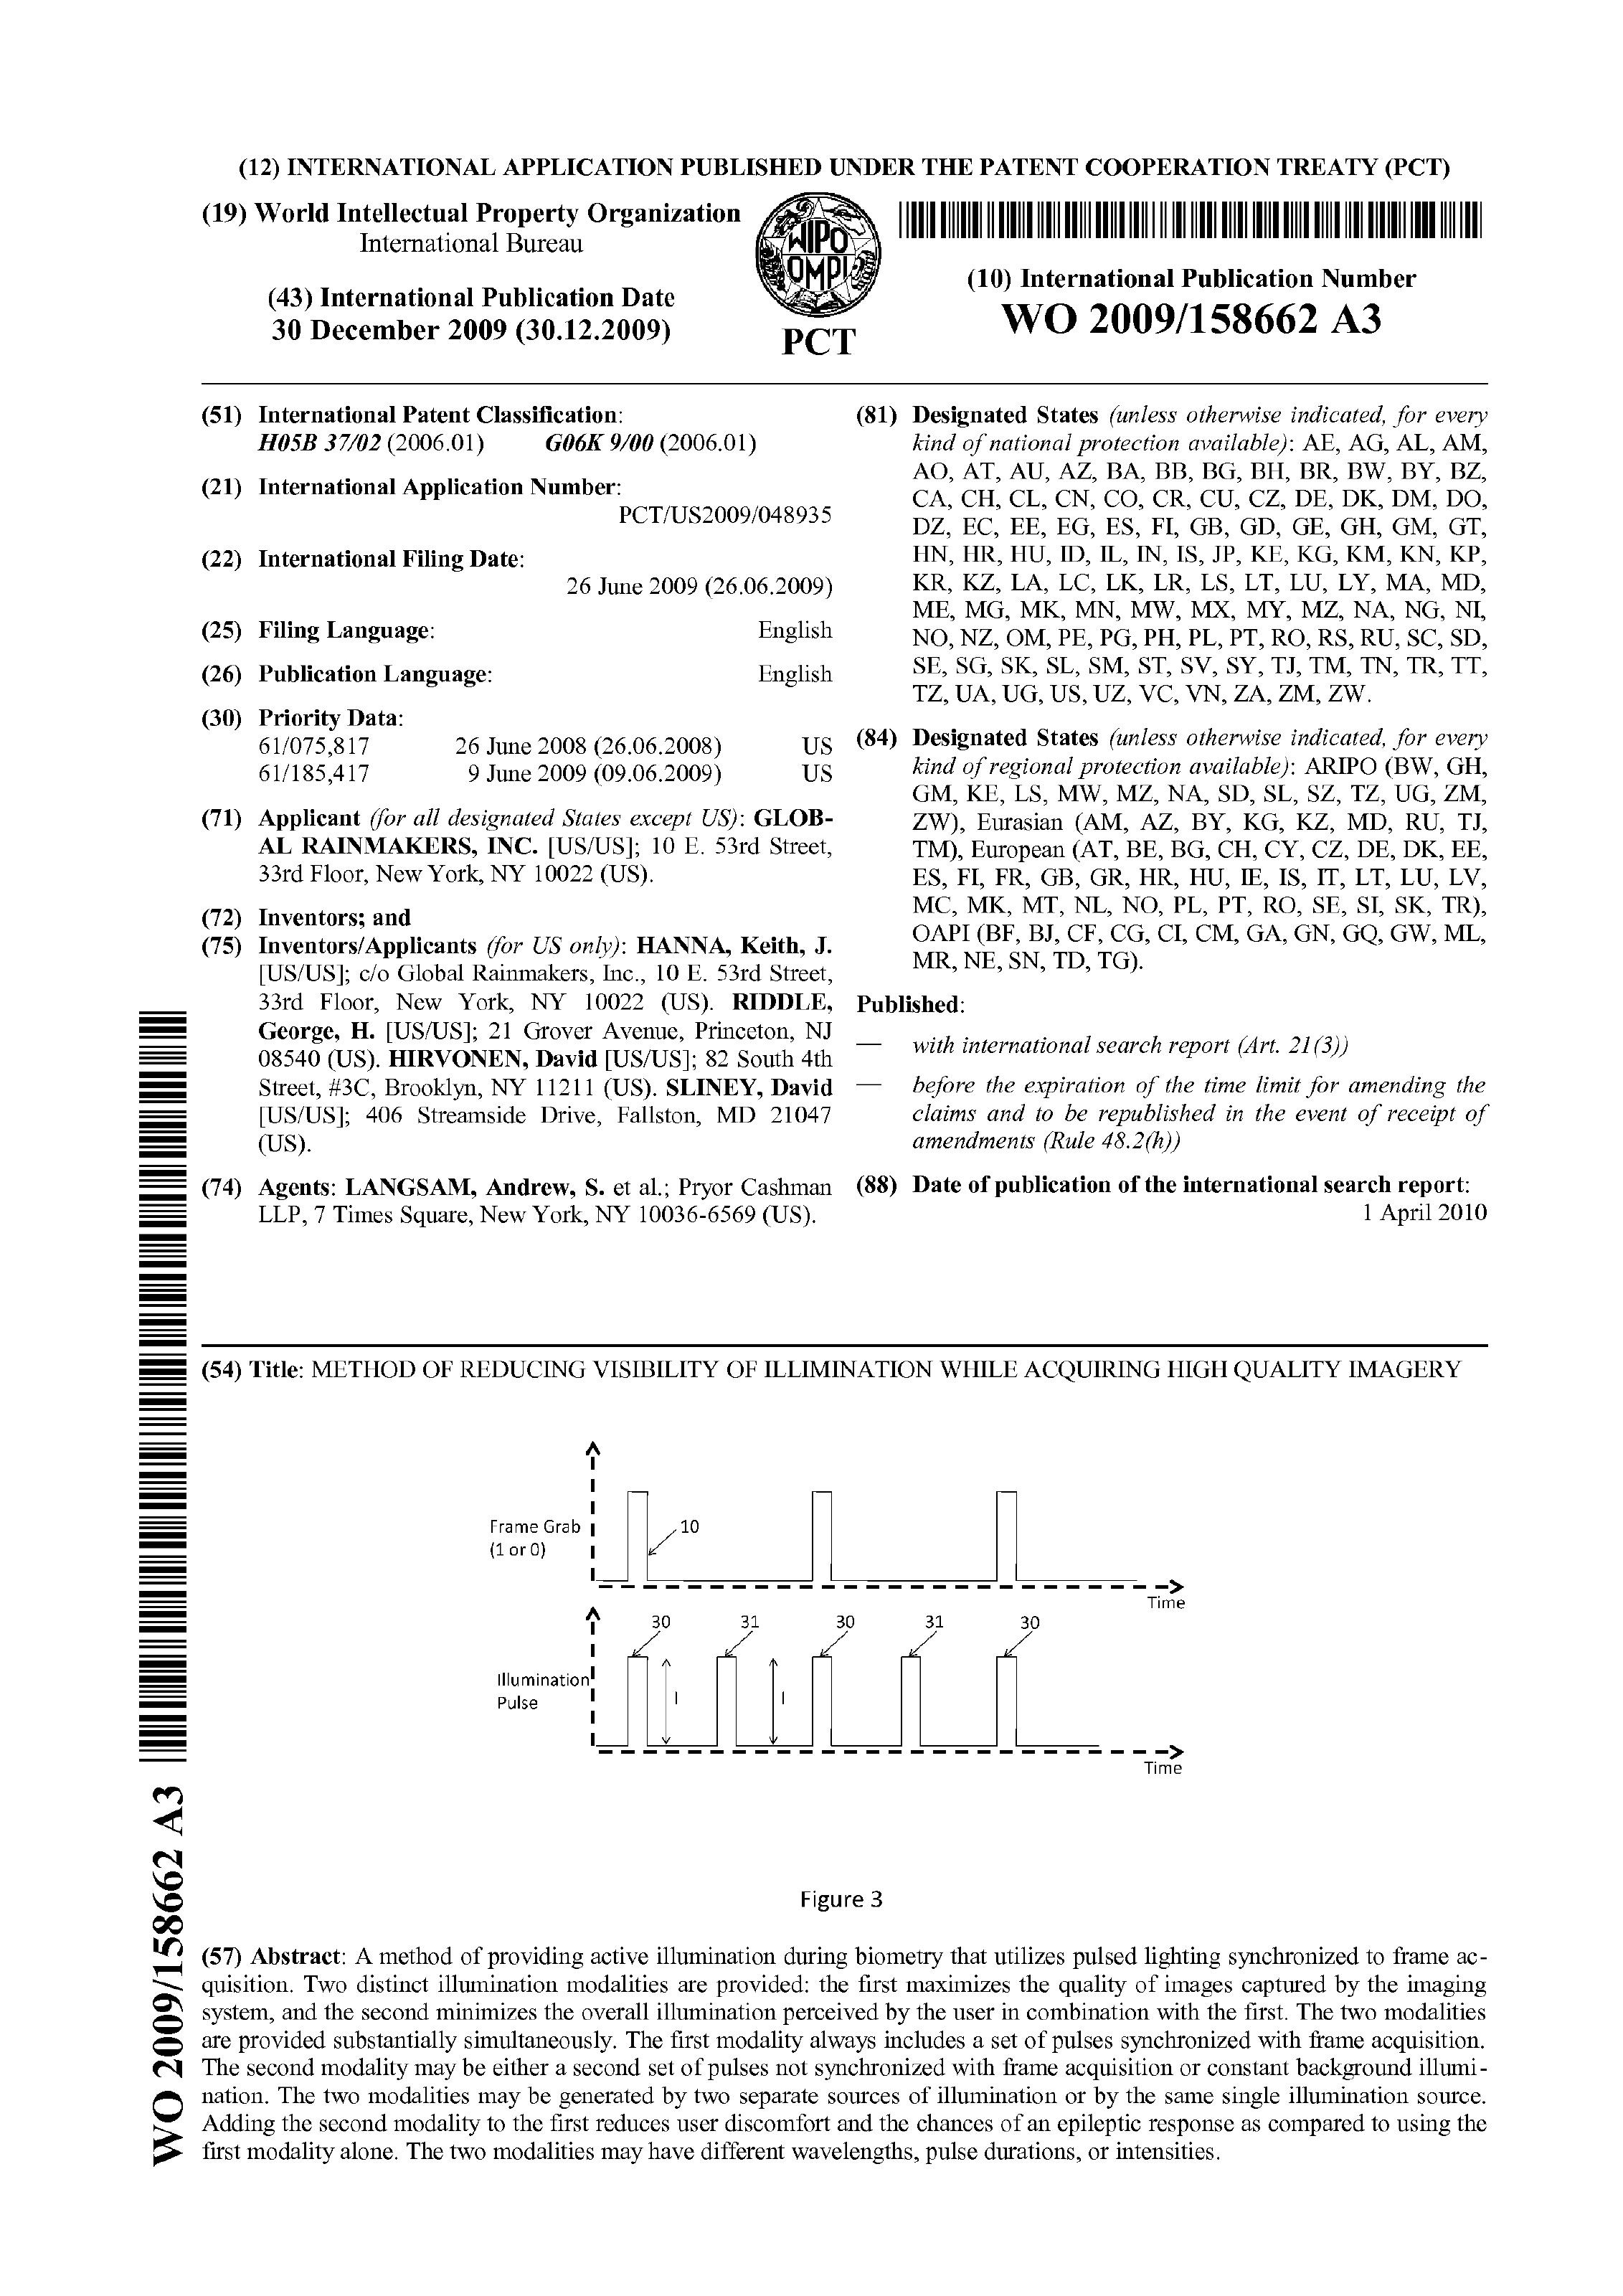 (12) INTERNATIONAL APPLICATION PUBLISHED UNDER THE PATENT COOPERATION TREATY (PCT)
(19) World Intellectual Property Organization
International Bureau
(43) International Publication Date
30 December 2009 (30.12.2009)
WIPO
OMPI
PCT
(10) International Publication Number
WO 2009/158662 A3
(51) International Patent Classification:
H05B 37/02 (2006.01) G06K 9/00 (2006.01)
(21) International Application Number:
PCT/US2009/048935
(22) International Filing Date:
26 June 2009 (26.06.2009)
(25) Filing Language: English
(26) Publication Language: English
(30) Priority Data:
61/075,817 26 June 2008 (26.06.2008) US
61/185,417 9 June 2009 (09.06.2009) US
(71) Applicant (for all designated States except US): GLOB-
AL RAINMAKERS, INC. [US/US]; 10 E. 53rd Street,
33rd Floor, New York, NY 10022 (US).
(72) Inventors; and
(75) Inventors/Applicants (for US only): HANNA, Keith, J.
[US/US]; c/o Global Rainmakers, Inc., 10 E. 53rd Street,
33rd Floor, New York, NY 10022 (US). RIDDLE,
George, H. [US/US]; 21 Grover Avenue, Princeton, NJ
08540 (US). HIRVONEN, David [US/US]; 82 South 4th
Street, #3C, Brooklyn, NY 11211 (US). SLINEY, David
[US/US]; 406 Streamside Drive, Fallston, MD 21047
(US).
(74) Agents: LANGSAM, Andrew, S. et al.; Pryor Cashman
LLP, 7 Times Square, New York, NY 10036-6569 (US).
(81) Designated States (unless otherwise indicated, for every
kind of national protection available): AE, AG, AL, AM,
AO, AT, AU, AZ, BA, BB, BG, BH, BR, BW, BY, BZ,
CA, CH, CL, CN, CO, CR, CU, CZ, DE, DK, DM, DO,
DZ, EC, EE, EG, ES, FI, GB, GD, GE, GH, GM, GT,
HN, HR, HU, ID, IL, IN, IS, JP, KE, KG, KM, KN, KP,
KR, KZ, LA, LC, LK, LR, LS, LT, LU, LY, MA, MD,
ME, MG, MK, MN, MW, MX, MY, MZ, NA, NG, NI,
NO, NZ, OM, PE, PG, PH, PL, PT, RO, RS, RU, SC, SD,
SE, SG, SK, SL, SM, ST, SV, SY, TJ, TM, TN, TR, TT,
TZ, UA, UG, US, UZ, VC, VN, ZA, ZM, ZW.
(84) Designated States (unless otherwise indicated, for every
kind of regional protection available): ARIPO (BW, GH,
GM, KE, LS, MW, MZ, NA, SD, SL, SZ, TZ, UG, ZM,
ZW), Eurasian (AM, AZ, BY, KG, KZ, MD, RU, TJ,
TM), European (AT, BE, BG, CH, CY, CZ, DE, DK, EE,
ES, FI, FR, GB, GR, HR, HU, IE, IS, IT, LT, LU, LV,
MC, MK, MT, NL, NO, PL, PT, RO, SE, SI, SK, TR),
OAPI (BF, BJ, CF, CG, CI, CM, GA, GN, GQ, GW, ML,
MR, NE, SN, TD, TG).
Published:
— with international search report (Art. 21(3))
— before the expiration of the time limit for amending the
claims and to be republished in the event of receipt of
amendments (Rule 48.2(h))
(88) Date of publication of the international search report:
1 April 2010
(54) Title: METHOD OF REDUCING VISIBILITY OF ILLIMINATION WHILE ACQUIRING HIGH QUALITY IMAGERY
Frame Grab
(1 or 0)
10
Time
30 31 30 31 30
Illumination
Pulse
I I
Time
Figure 3
(57) Abstract: A method of providing active illumination during biometry that utilizes pulsed lighting synchronized to frame ac-
quisition. Two distinct illumination modalities are provided: the first maximizes the quality of images captured by the imaging
system, and the second minimizes the overall illumination perceived by the user in combination with the first. The two modalities
are provided substantially simultaneously. The first modality always includes a set of pulses synchronized with frame acquisition.
The second modality may be either a second set of pulses not synchronized with frame acquisition or constant background illumi-
nation. The two modalities may be generated by two separate sources of illumination or by the same single illumination source.
Adding the second modality to the first reduces user discomfort and the chances of an epileptic response as compared to using the
first modality alone. The two modalities may have different wavelengths, pulse durations, or intensities.
WO 2009/158662 A3